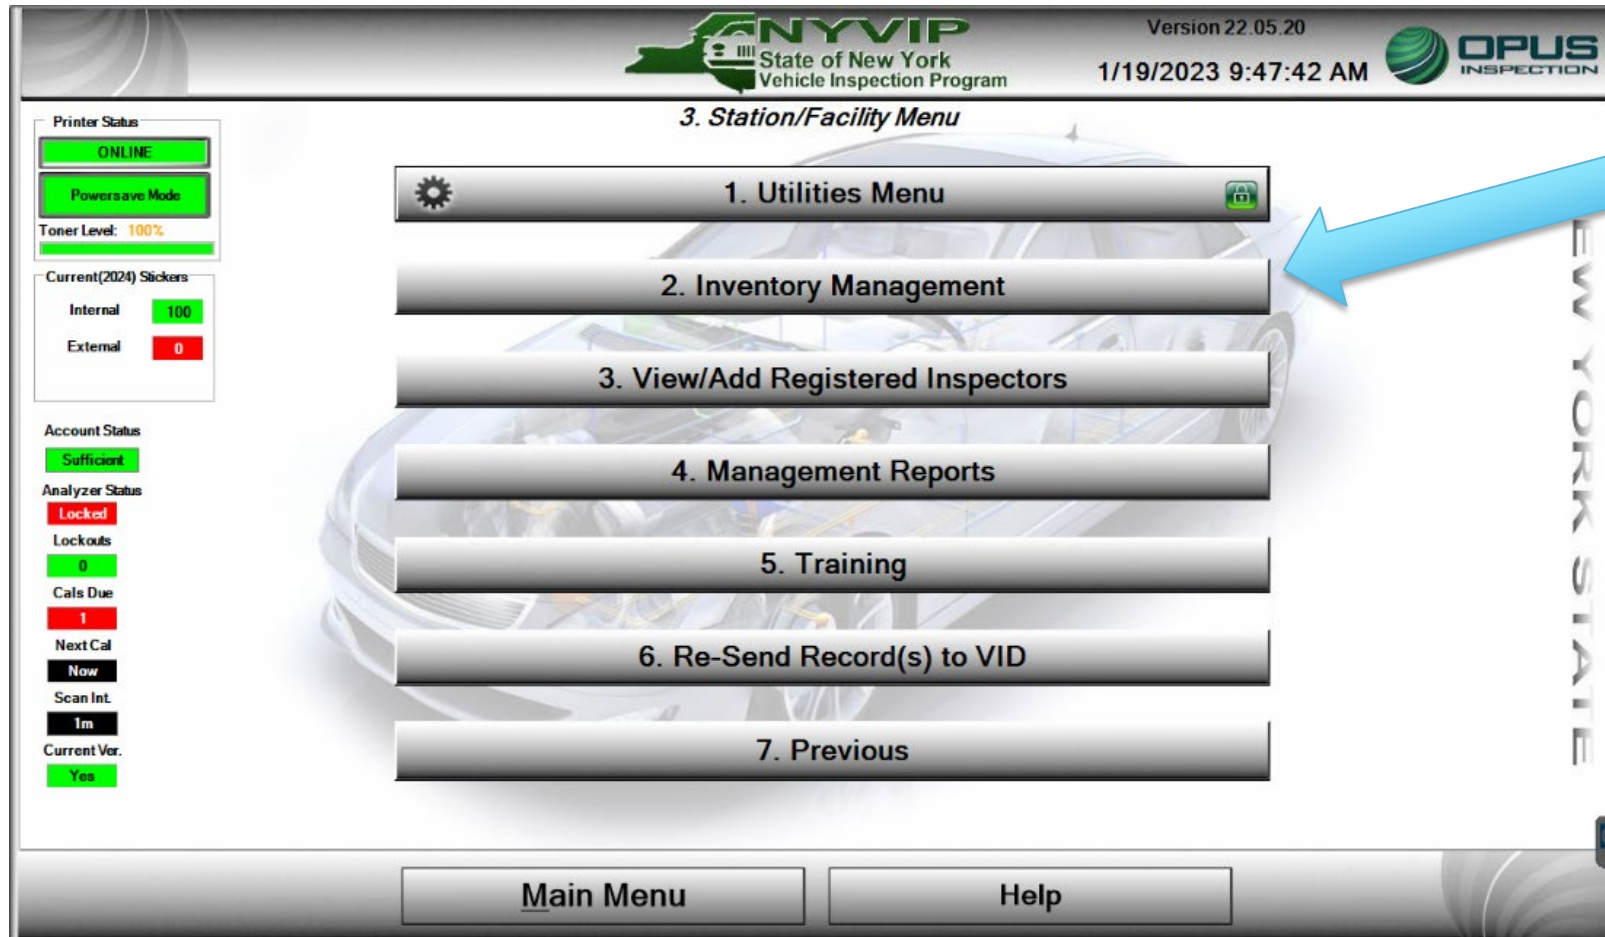 NYVIP
State of New York
Vehicle Inspection Program
Version 22.05.20
1/19/2023 9:47:42 AM
OPUS
INSPECTION
3. Station/Facility Menu
Printer Status
ONLINE
Powersave Mode
Toner Level: 100%
Current(2024) Stickers
Internal 100
External 0
Account Status
Sufficient
Analyzer Status
Locked
Lockouts
0
Cals Due
1
Next Cal
Now
Scan Int.
1m
Current Ver.
Yes
1. Utilities Menu
2. Inventory Management
3. View/Add Registered Inspectors
4. Management Reports
5. Training
6. Re-Send Record(s) to VID
7. Previous
EW YORK STATE
Main Menu
Help